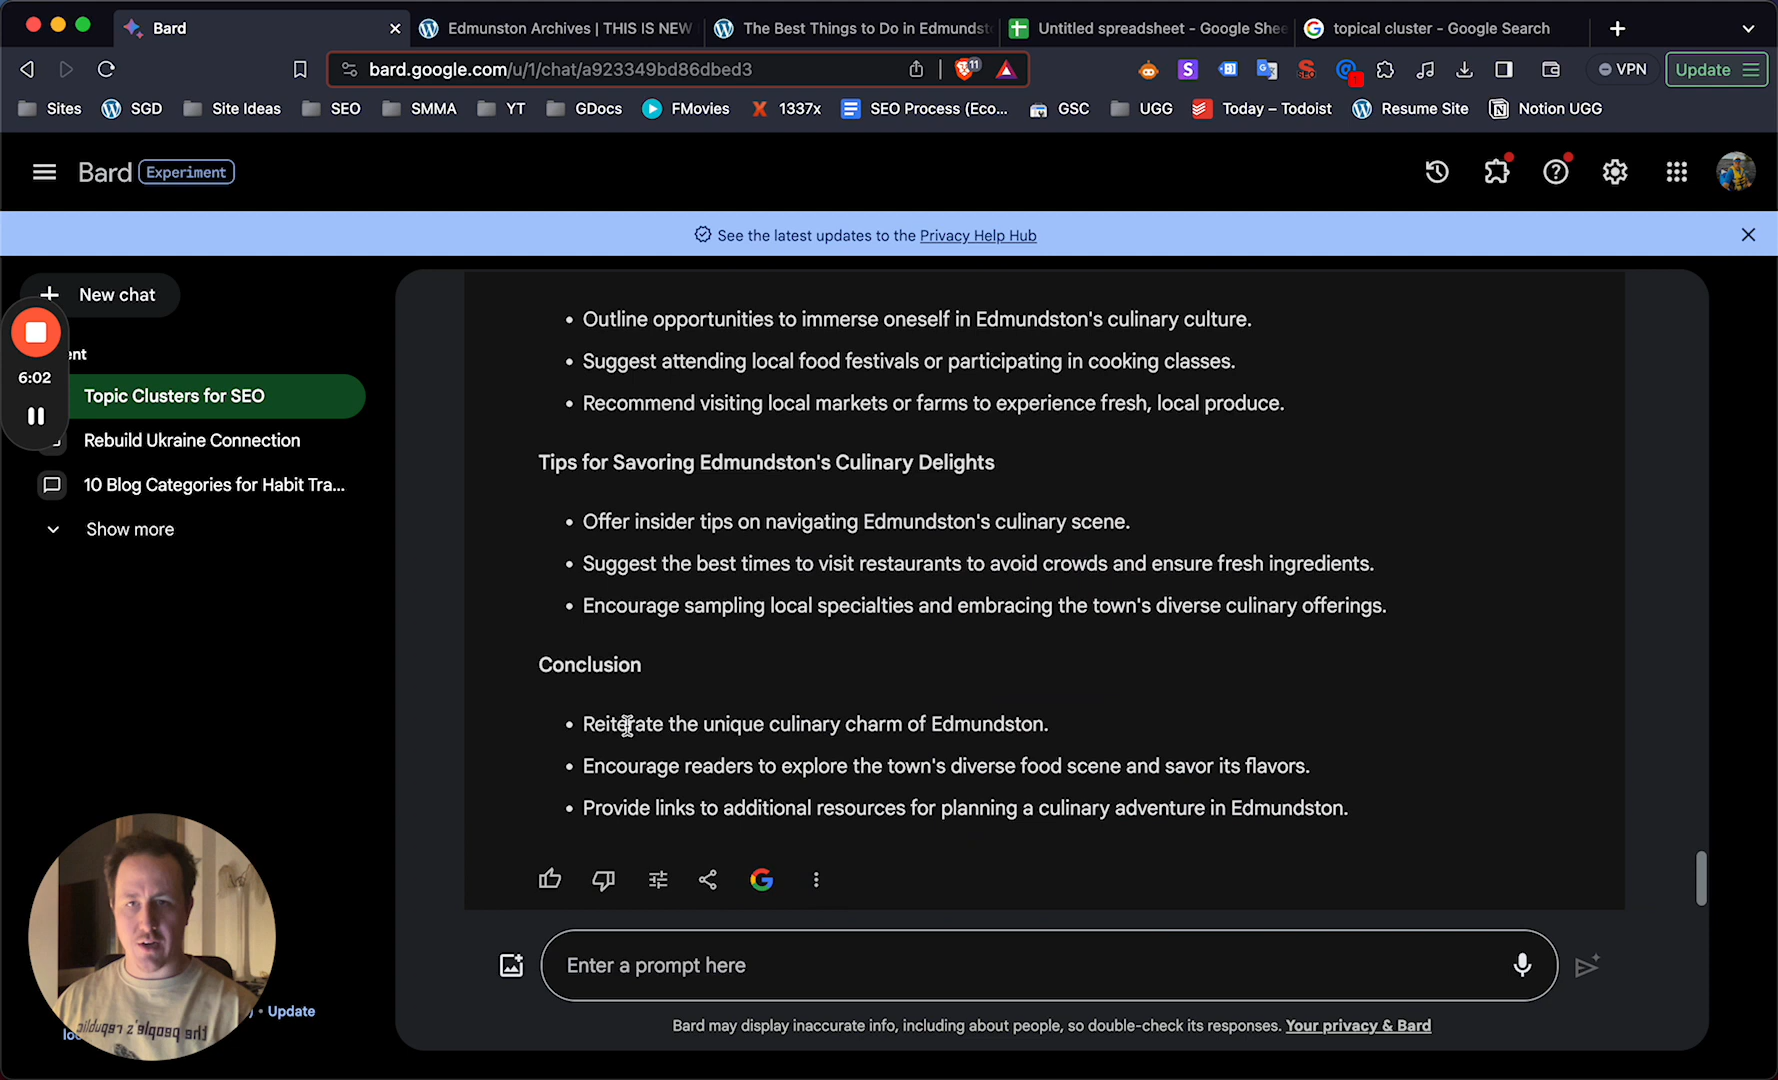 Bard
Edmunston Archives | THIS IS NEW
The Best Things to Do in Edmundst
Untitled spreadsheet - Google Shee
topical cluster - Google Search
bard.google.com/u/1/chat/a923349bd86dbed3
11
VPN
Update
Sites
SGD
Site Ideas
SEO
SMMA
YT
GDocs
FMovies
1337x
SEO Process (Eco...
GSC
UGG
Today – Todoist
Resume Site
Notion UGG
Bard
Experiment
See the latest updates to the Privacy Help Hub
New chat
ent
Topic Clusters for SEO
Rebuild Ukraine Connection
10 Blog Categories for Habit Tra...
Show more
6:02
• Outline opportunities to immerse oneself in Edmundston's culinary culture.
• Suggest attending local food festivals or participating in cooking classes.
• Recommend visiting local markets or farms to experience fresh, local produce.
Tips for Savoring Edmundston's Culinary Delights
• Offer insider tips on navigating Edmundston's culinary scene.
• Suggest the best times to visit restaurants to avoid crowds and ensure fresh ingredients.
• Encourage sampling local specialties and embracing the town's diverse culinary offerings.
Conclusion
• Reiterate the unique culinary charm of Edmundston.
• Encourage readers to explore the town's diverse food scene and savor its flavors.
• Provide links to additional resources for planning a culinary adventure in Edmundston.
Enter a prompt here
Bard may display inaccurate info, including about people, so double-check its responses. Your privacy & Bard
• Update
the people's republic